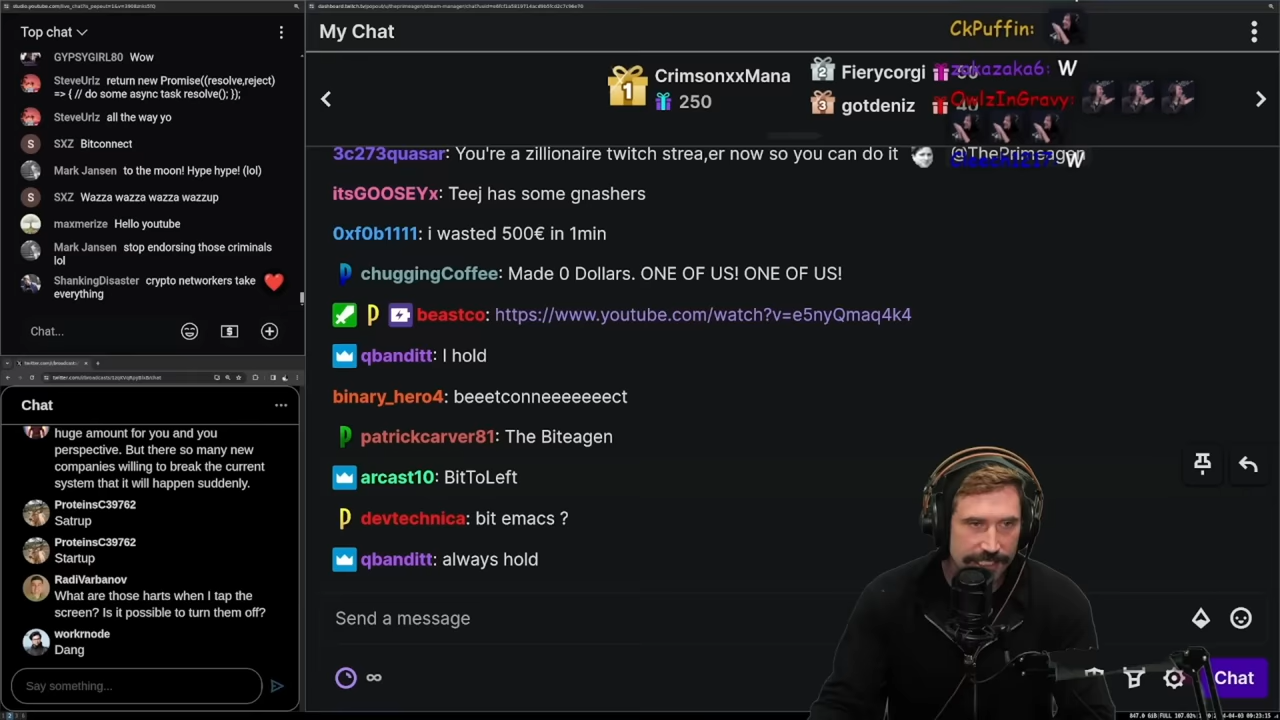 Top chat
GYPSYGIRL80 Wow
SteveUrlz return new Promise((resolve,reject)
=> { // do some async task resolve(); });
SteveUrlz all the way yo
S SXZ Bitconnect
Mark Jansen to the moon! Hype hype! (lol)
S SXZ Wazza wazza wazza wazzup
maxmerize Hello youtube
Mark Jansen stop endorsing those criminals
lol
ShankingDisaster crypto networkers take
everything
Chat...
Chat
huge amount for you and you
perspective. But there so many new
companies willing to break the current
system that it will happen suddenly.
ProteinsC39762
Satrup
ProteinsC39762
Startup
RadiVarbanov
What are those harts when I tap the
screen? Is it possible to turn them off?
workrnode
Dang
Say something...
My Chat
CkPuffin:
1 CrimsonxxMana
250
2 Fierycorgi
3 gotdeniz
zakazaka6: W
OwlzInGravy:
W
3c273quasar: You're a zillionaire twitch strea,er now so you can do it @ThePrimeagen
itsGOOSEYx: Teej has some gnashers
0xf0b1111: i wasted 500€ in 1min
chuggingCoffee: Made 0 Dollars. ONE OF US! ONE OF US!
beastco: https://www.youtube.com/watch?v=e5nyQmaq4k4
qbanditt: I hold
binary_hero4: beeetconneeeeeeect
patrickcarver81: The Biteagen
arcast10: BitToLeft
devtechnica: bit emacs ?
qbanditt: always hold
Send a message
Chat